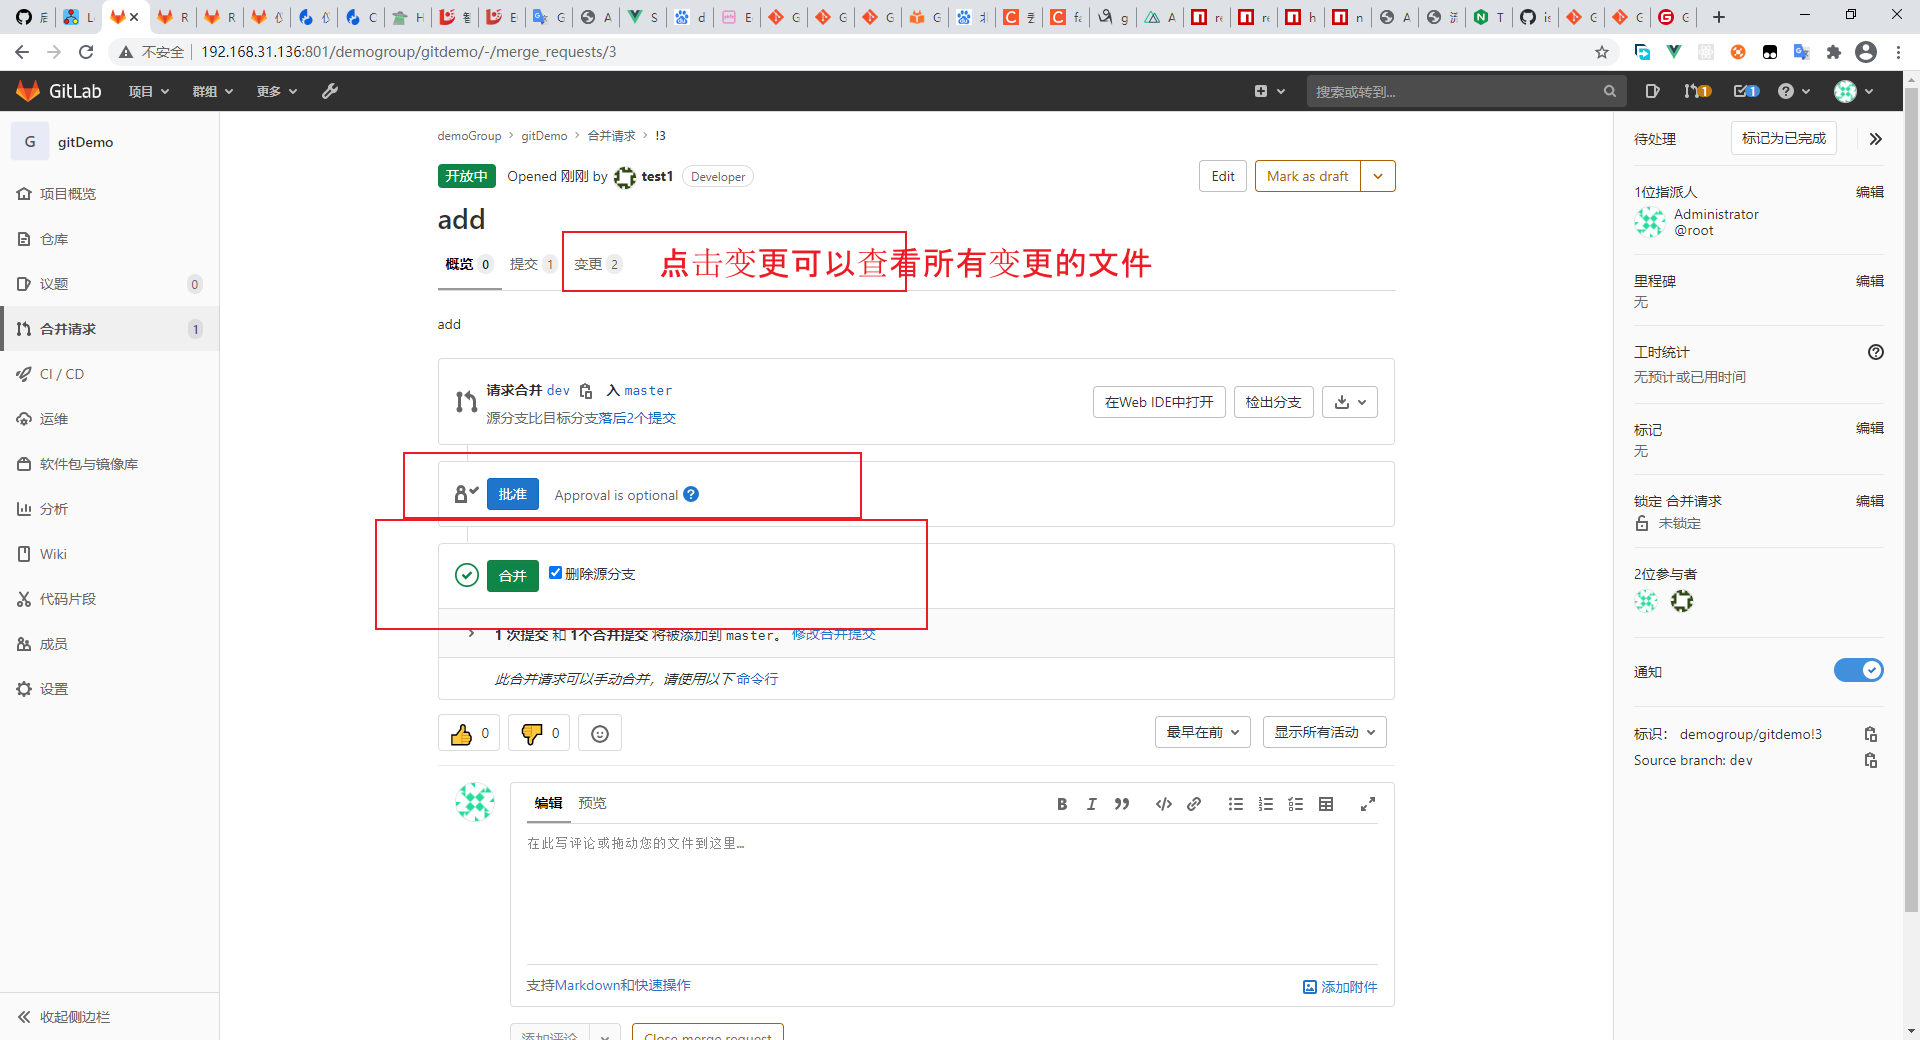 不安全 192.168.31.136:801/demogroup/gitdemo/-/merge_requests/3
GitLab 项目 群组 更多 搜索或转到... 1 1
G gitDemo
项目概览
仓库
议题 0
合并请求 1
CI / CD
运维
软件包与镜像库
分析
Wiki
代码片段
成员
设置
收起侧边栏
demoGroup > gitDemo > 合并请求 > !3
开放中 Opened 刚刚 by test1 Developer Edit Mark as draft
add
概览 0 提交 1 变更 2
点击变更可以查看所有变更的文件
add
请求合并 dev 入 master
源分支比目标分支落后2个提交
在Web IDE中打开 检出分支
批准 Approval is optional
合并 删除源分支
1 次提交 和 1个合并提交 将被添加到 master。 修改合并提交
此合并请求可以手动合并，请使用以下 命令行
0 0 最早在前 显示所有活动
编辑 预览
在此写评论或拖动您的文件到这里…
支持Markdown和快速操作 添加附件
添加评论 Close merge request
待处理 标记为已完成
1位指派人 编辑
Administrator
@root
里程碑 编辑
无
工时统计
无预计或已用时间
标记 编辑
无
锁定 合并请求 编辑
未锁定
2位参与者
通知
标识： demogroup/gitdemo!3
Source branch: dev